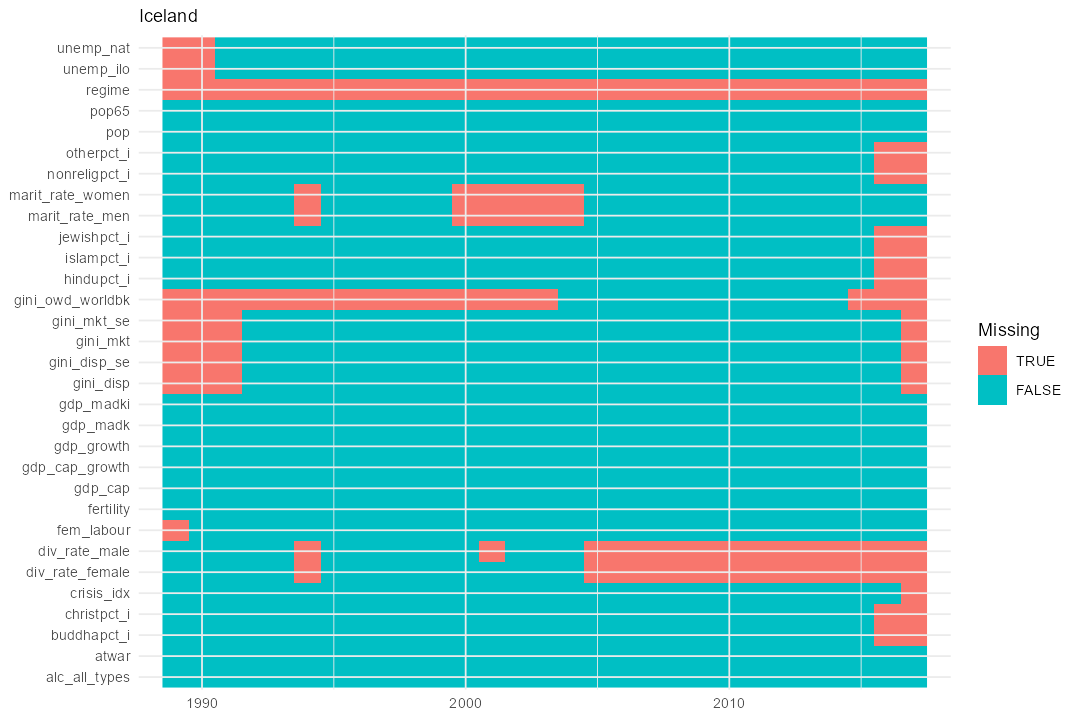 Iceland
unemp_nat
unemp_ilo
regime
pop65
pop
otherpct_i
nonreligpct_i
marit_rate_women
marit_rate_men
jewishpct_i
islampct_i
hindupct_i
gini_owd_worldbk
gini_mkt_se
gini_mkt
gini_disp_se
gini_disp
gdp_madki
gdp_madk
gdp_growth
gdp_cap_growth
gdp_cap
fertility
fem_labour
div_rate_male
div_rate_female
crisis_idx
christpct_i
buddhapct_i
atwar
alc_all_types
1990
2000
2010
Missing
TRUE
FALSE